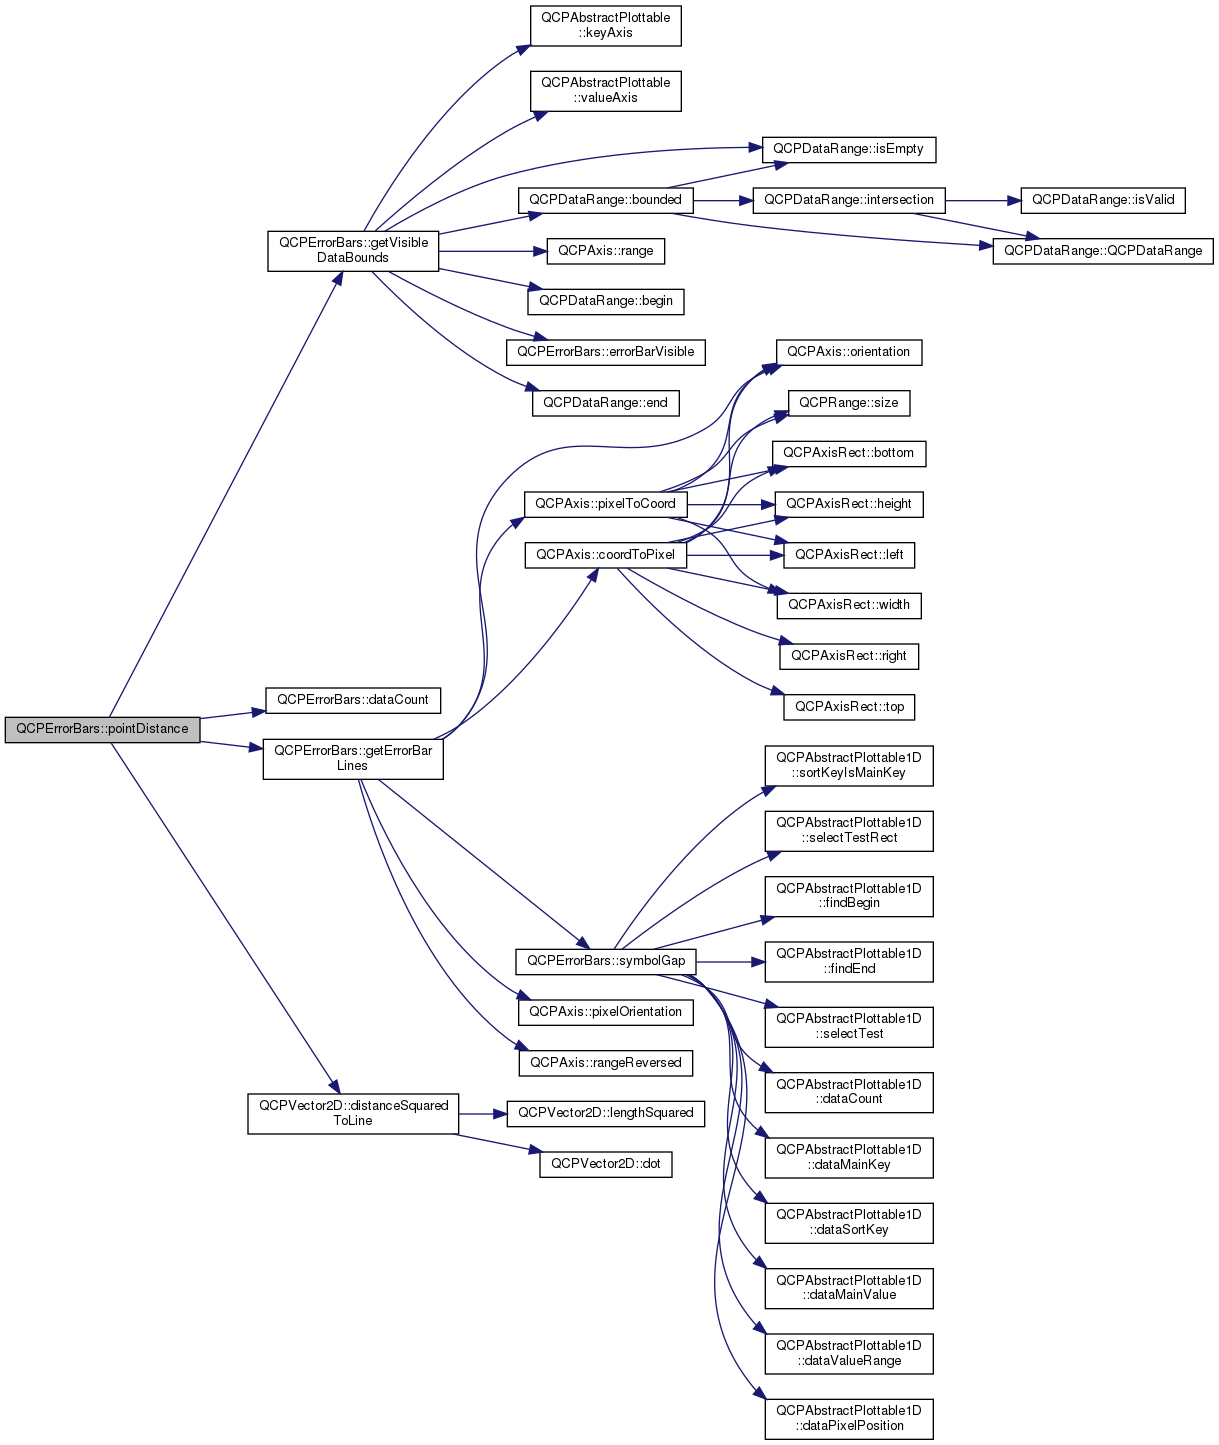 QCPAbstractPlottable
::keyAxis
QCPAbstractPlottable
::valueAxis
QCPDataRange::isEmpty
QCPDataRange::bounded
QCPDataRange::intersection
QCPDataRange::isValid
QCPErrorBars::getVisible
DataBounds
QCPAxis::range
QCPDataRange::QCPDataRange
QCPDataRange::begin
QCPErrorBars::errorBarVisible
QCPAxis::orientation
QCPDataRange::end
QCPRange::size
QCPAxisRect::bottom
QCPAxis::pixelToCoord
QCPAxisRect::height
QCPAxis::coordToPixel
QCPAxisRect::left
QCPAxisRect::width
QCPAxisRect::right
QCPErrorBars::dataCount
QCPAxisRect::top
QCPErrorBars::pointDistance
QCPErrorBars::getErrorBar
Lines
QCPAbstractPlottable1D
::sortKeyIsMainKey
QCPAbstractPlottable1D
::selectTestRect
QCPAbstractPlottable1D
::findBegin
QCPErrorBars::symbolGap
QCPAbstractPlottable1D
::findEnd
QCPAxis::pixelOrientation
QCPAbstractPlottable1D
::selectTest
QCPAxis::rangeReversed
QCPAbstractPlottable1D
::dataCount
QCPVector2D::distanceSquared
ToLine
QCPVector2D::lengthSquared
QCPAbstractPlottable1D
::dataMainKey
QCPVector2D::dot
QCPAbstractPlottable1D
::dataSortKey
QCPAbstractPlottable1D
::dataMainValue
QCPAbstractPlottable1D
::dataValueRange
QCPAbstractPlottable1D
::dataPixelPosition